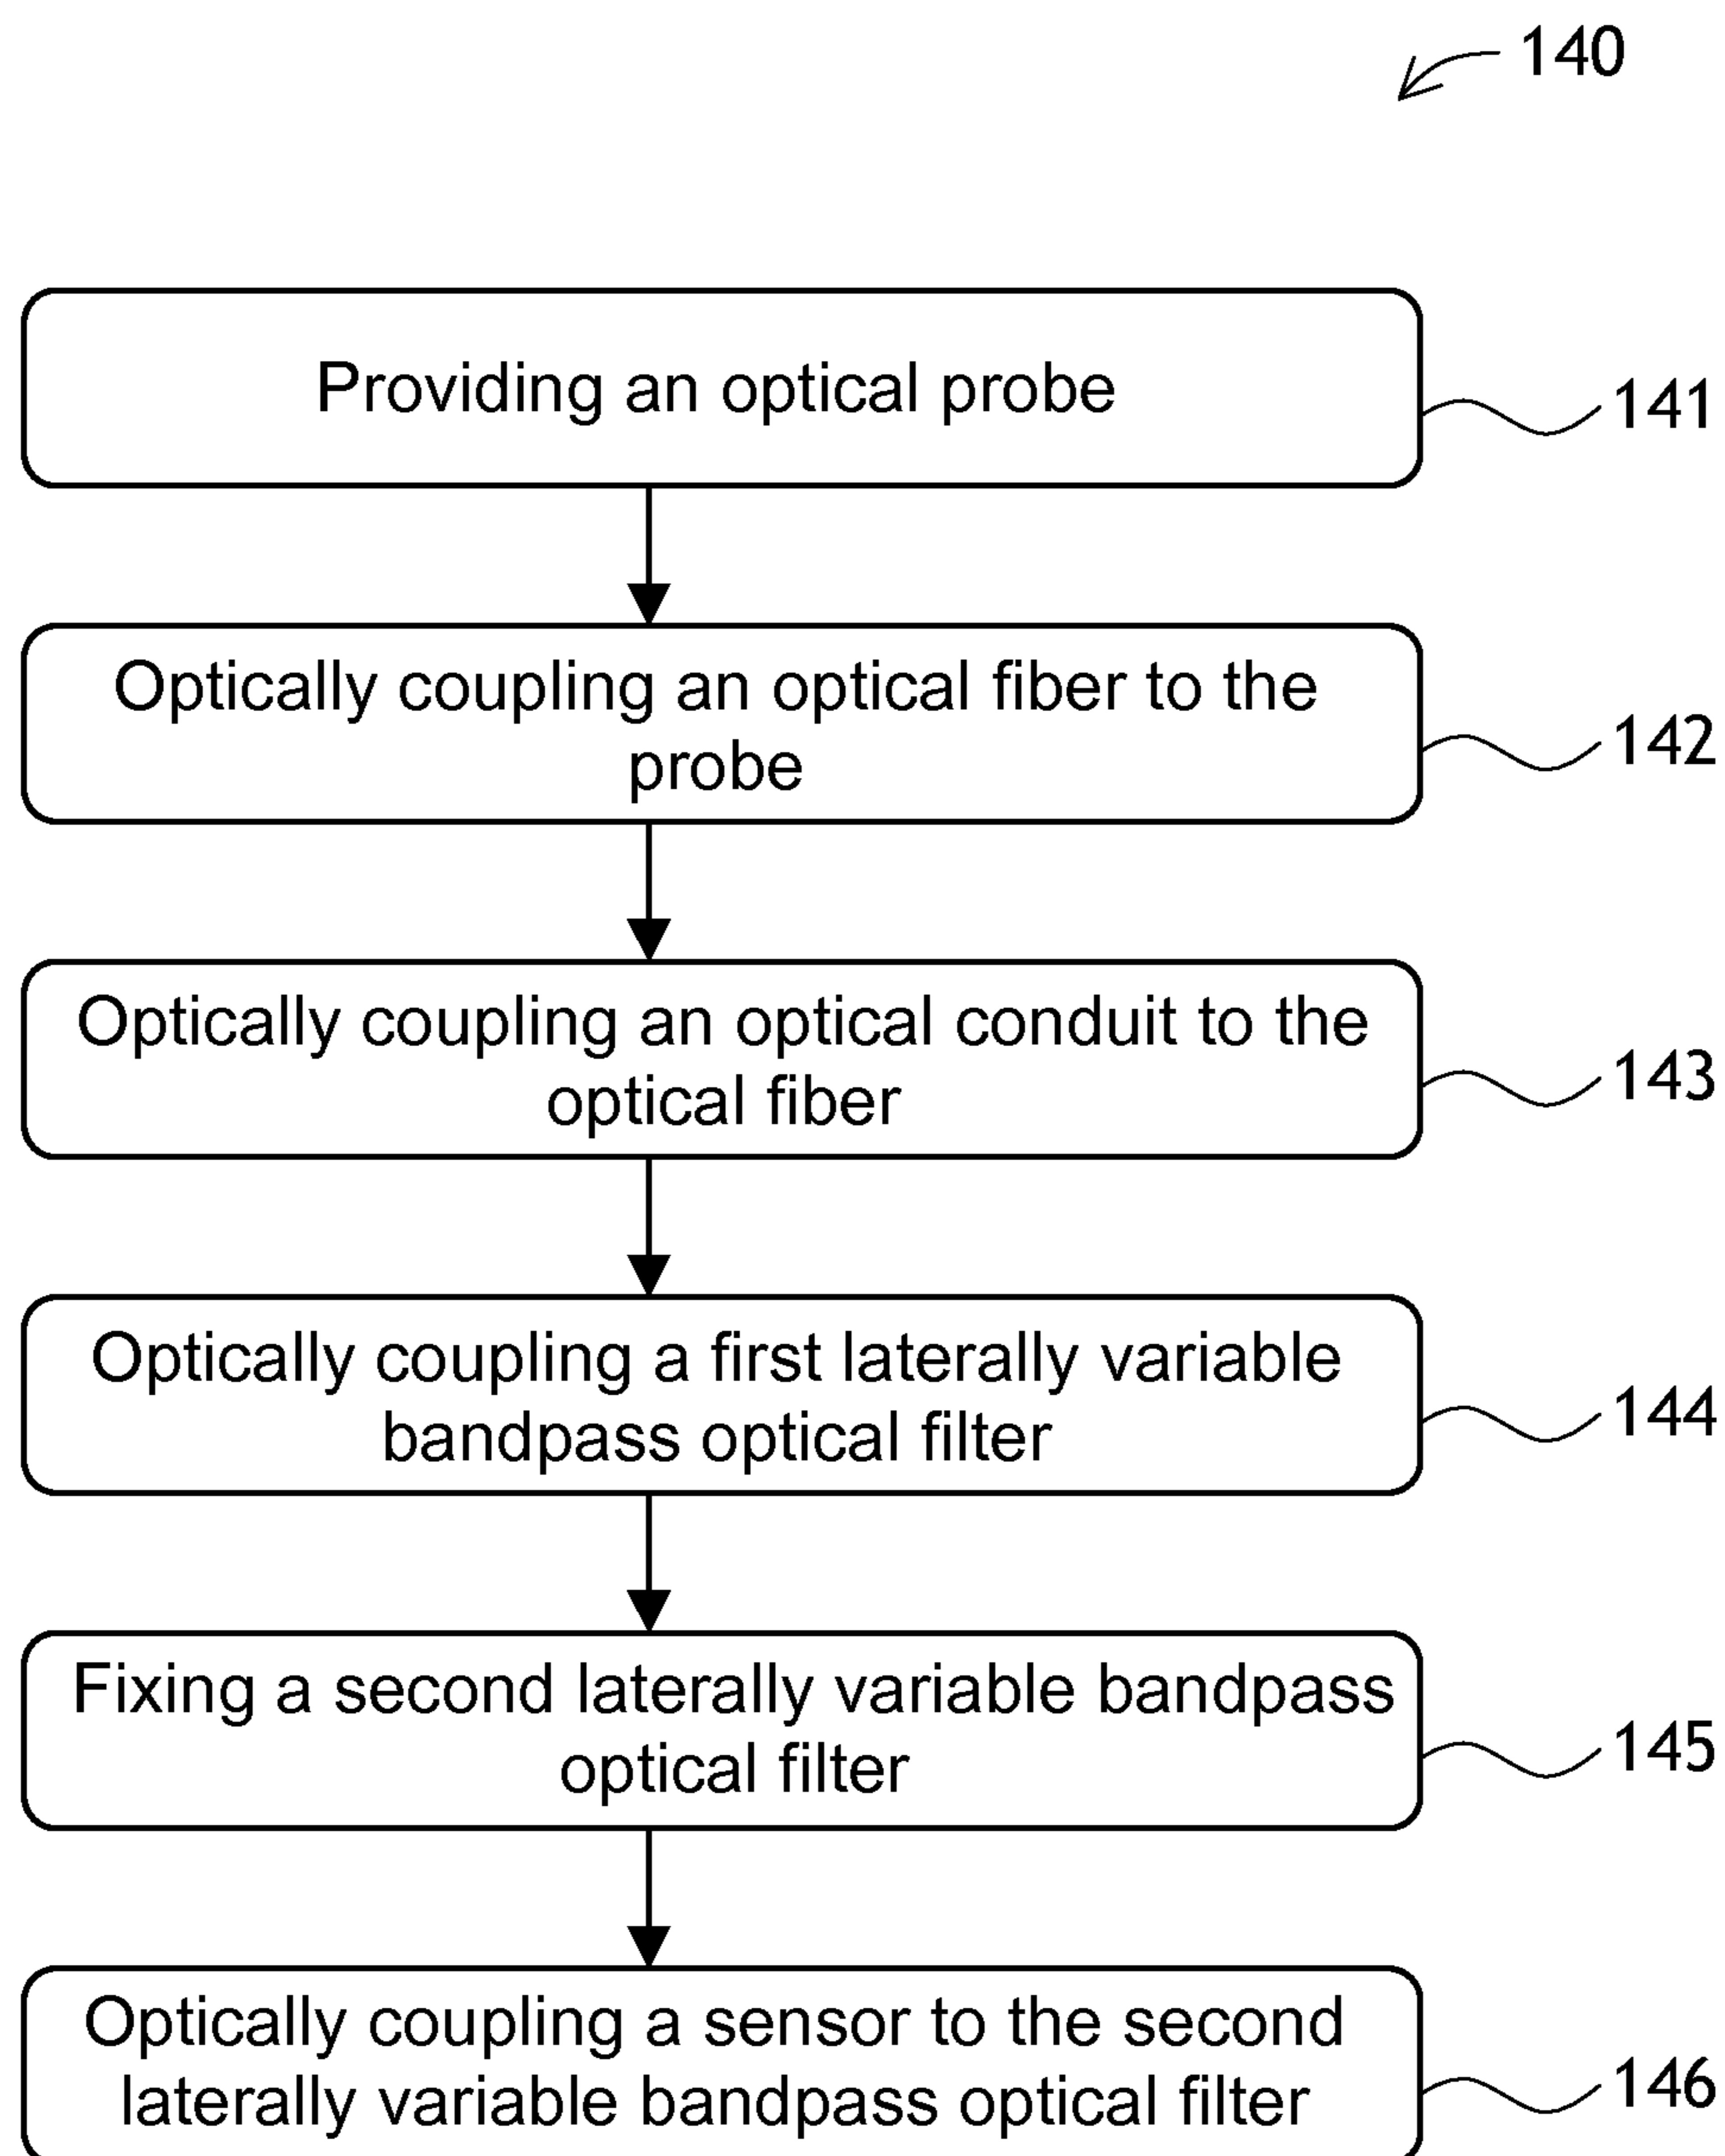 140
Providing an optical probe
141
Optically coupling an optical fiber to the
probe
142
Optically coupling an optical conduit to the
optical fiber
143
Optically coupling a first laterally variable
bandpass optical filter
144
Fixing a second laterally variable bandpass
optical filter
145
Optically coupling a sensor to the second
laterally variable bandpass optical filter
146